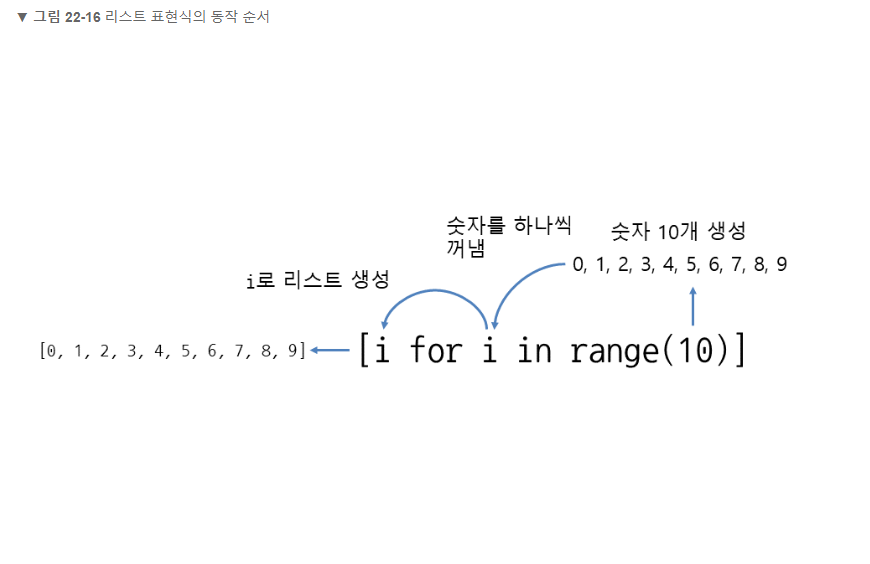 ▼ 그림 22-16 리스트 표현식의 동작 순서
숫자를 하나씩
꺼냄
숫자 10개 생성
0, 1, 2, 3, 4, 5, 6, 7, 8, 9
i로 리스트 생성
[0, 1, 2, 3, 4, 5, 6, 7, 8, 9]
[i for i in range(10)]